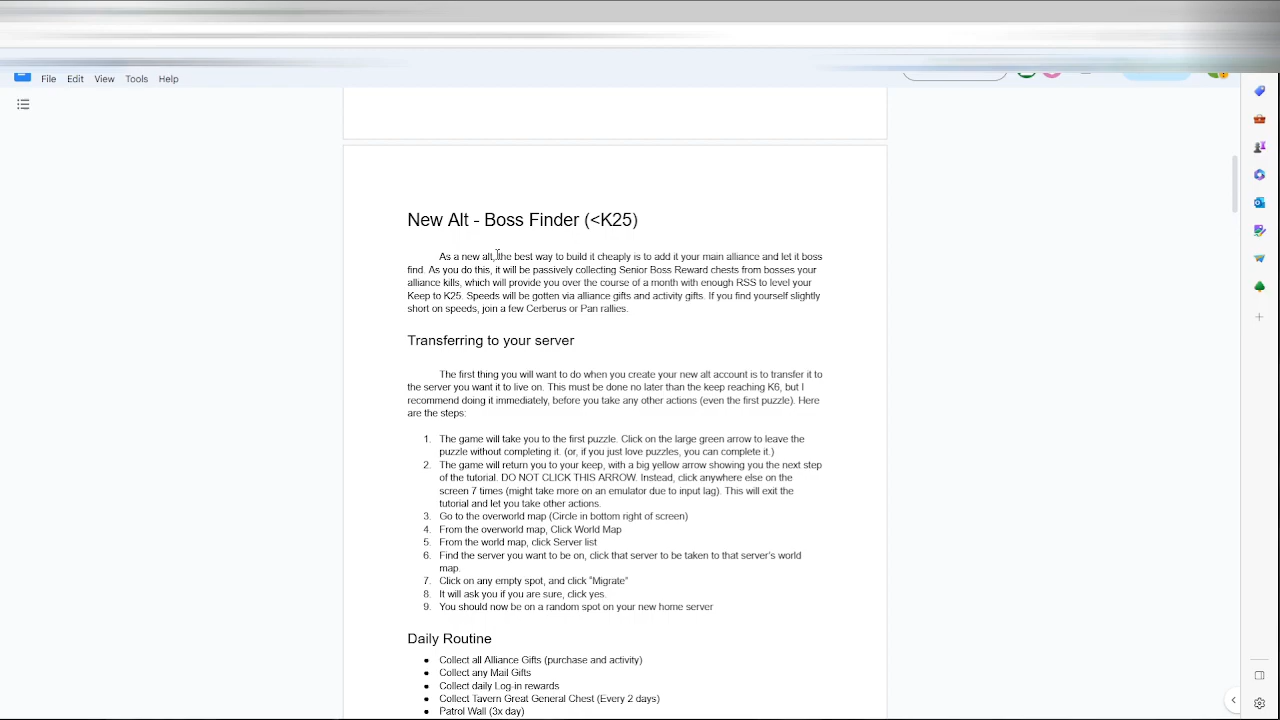 File Edit View Tools Help
New Alt - Boss Finder (<K25)
As a new alt, the best way to build it cheaply is to add it your main alliance and let it boss
find. As you do this, it will be passively collecting Senior Boss Reward chests from bosses your
alliance kills, which will provide you over the course of a month with enough RSS to level your
Keep to K25. Speeds will be gotten via alliance gifts and activity gifts. If you find yourself slightly
short on speeds, join a few Cerberus or Pan rallies.
Transferring to your server
The first thing you will want to do when you create your new alt account is to transfer it to
the server you want it to live on. This must be done no later than the keep reaching K6, but I
recommend doing it immediately, before you take any other actions (even the first puzzle). Here
are the steps:
1. The game will take you to the first puzzle. Click on the large green arrow to leave the
puzzle without completing it. (or, if you just love puzzles, you can complete it.)
2. The game will return you to your keep, with a big yellow arrow showing you the next step
of the tutorial. DO NOT CLICK THIS ARROW. Instead, click anywhere else on the
screen 7 times (might take more on an emulator due to input lag). This will exit the
tutorial and let you take other actions.
3. Go to the overworld map (Circle in bottom right of screen)
4. From the overworld map, Click World Map
5. From the world map, click Server list
6. Find the server you want to be on, click that server to be taken to that server's world
map.
7. Click on any empty spot, and click "Migrate"
8. It will ask you if you are sure, click yes.
9. You should now be on a random spot on your new home server
Daily Routine
● Collect all Alliance Gifts (purchase and activity)
● Collect any Mail Gifts
● Collect daily Log-in rewards
● Collect Tavern Great General Chest (Every 2 days)
● Patrol Wall (3x day)